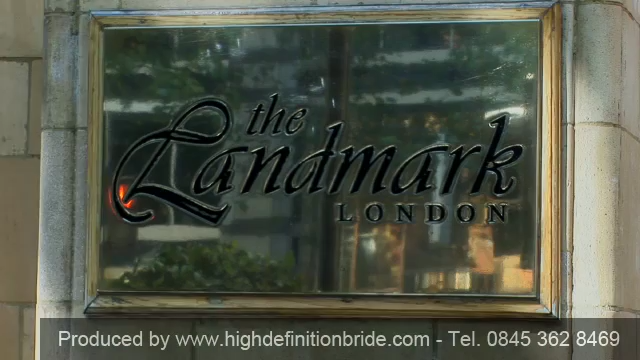 the
Landmark
LONDON
Produced by www.highdefinitionbride.com - Tel. 0845 362 8469